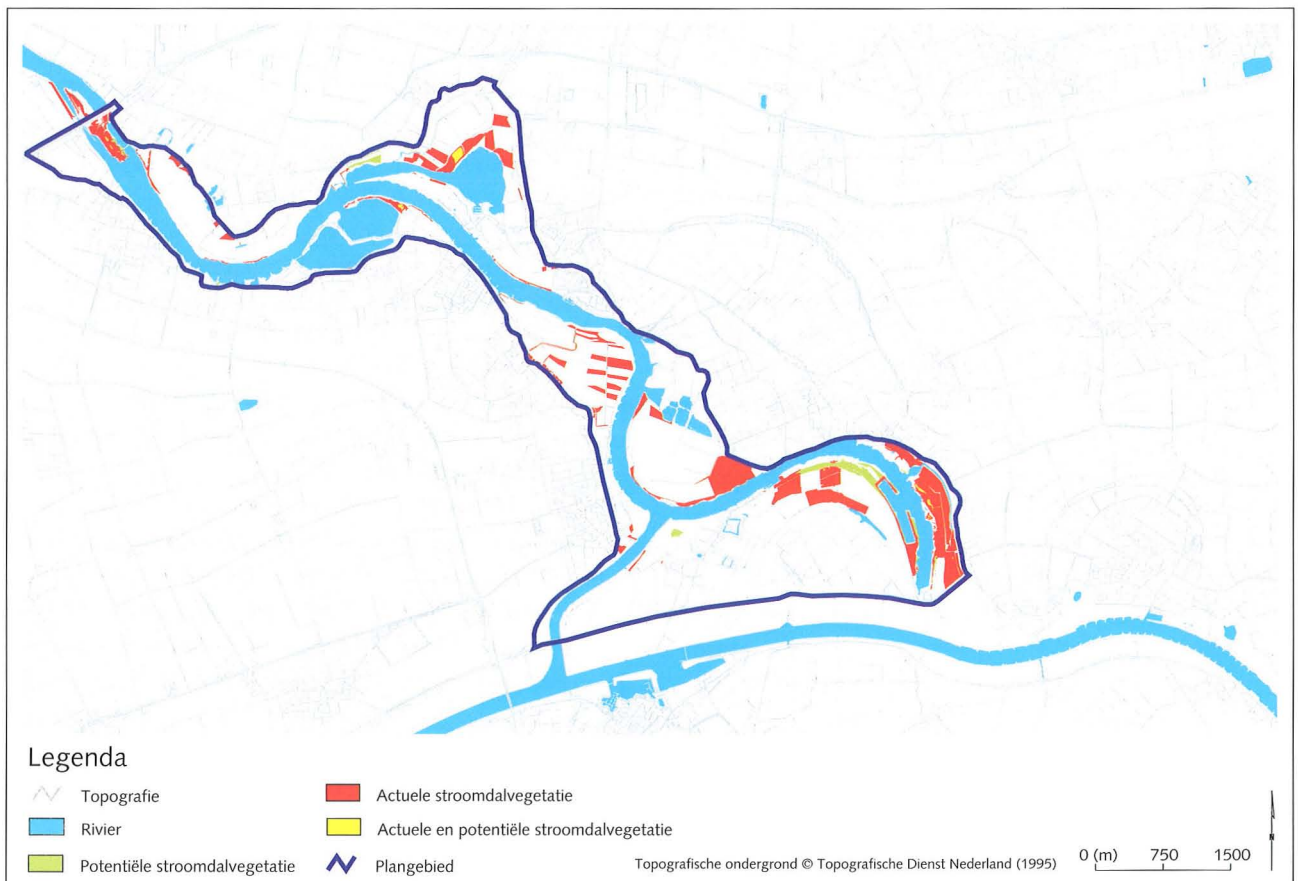 Legenda
Topografie
Actuele stroomdalvegetatie
Rivier
Actuele en potentiële stroomdalvegetatie
Potentiële stroomdalvegetatie
Plangebied
Topografische ondergrond © Topografische Dienst Nederland (1995)
0 (m) 750 1500
N